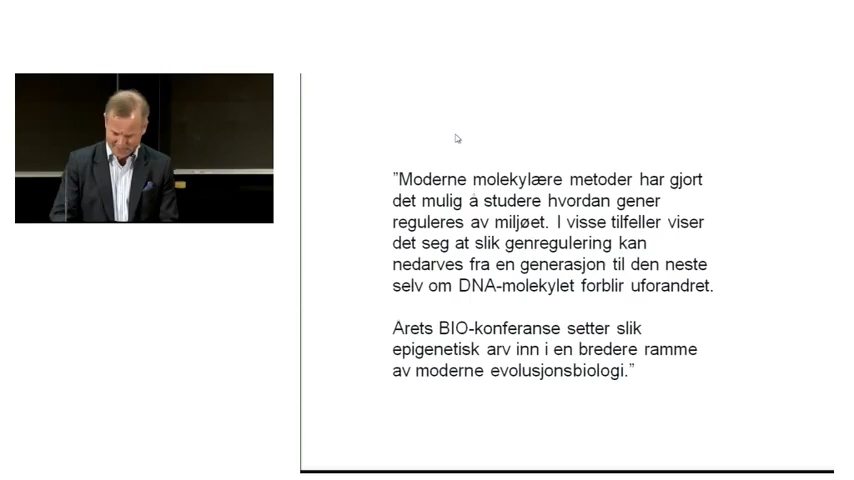 ”Moderne molekylære metoder har gjort
det mulig å studere hvordan gener
reguleres av miljøet. I visse tilfeller viser
det seg at slik genregulering kan
nedarves fra en generasjon til den neste
selv om DNA-molekylet forblir uforandret.
Årets BIO-konferanse setter slik
epigenetisk arv inn i en bredere ramme
av moderne evolusjonsbiologi.”